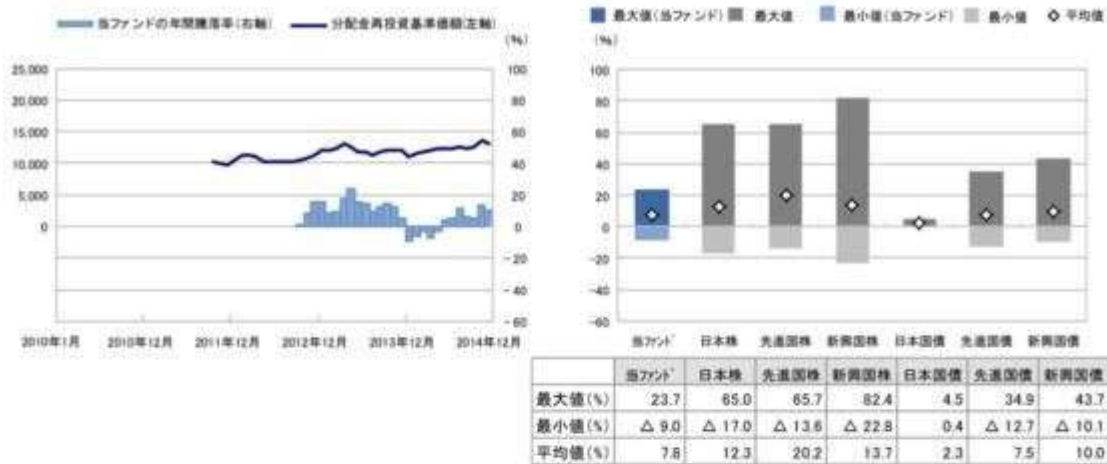 当ファンドの年間騰落率(右軸) 分配金再投資基準価額(左軸)
(%)
25,000 100
20,000 80
15,000 60
10,000 40
5,000 20
0 0
-20
-40
-60
2010年1月 2010年12月 2011年12月 2012年12月 2013年12月 2014年12月
最大値(当ファンド) 最大値 最小値(当ファンド) 最小値 平均値
(%)
100
80
60
40
20
0
-20
-40
-60
当ファンド 日本株 先進国株 新興国株 日本国債 先進国債 新興国債
当ファンド 日本株 先進国株 新興国株 日本国債 先進国債 新興国債
最大値(%) 23.7 65.0 65.7 82.4 4.5 34.9 43.7
最小値(%) △ 9.0 △ 17.0 △ 13.6 △ 22.8 0.4 △ 12.7 △ 10.1
平均値(%) 7.8 12.3 20.2 13.7 2.3 7.5 10.0